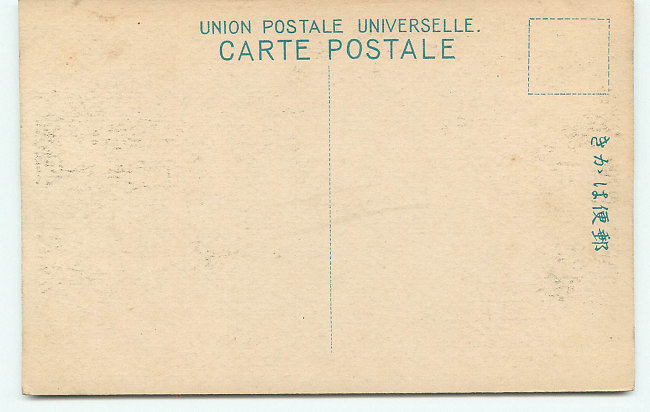 UNION POSTALE UNIVERSELLE.
CARTE POSTALE
きかは便郵